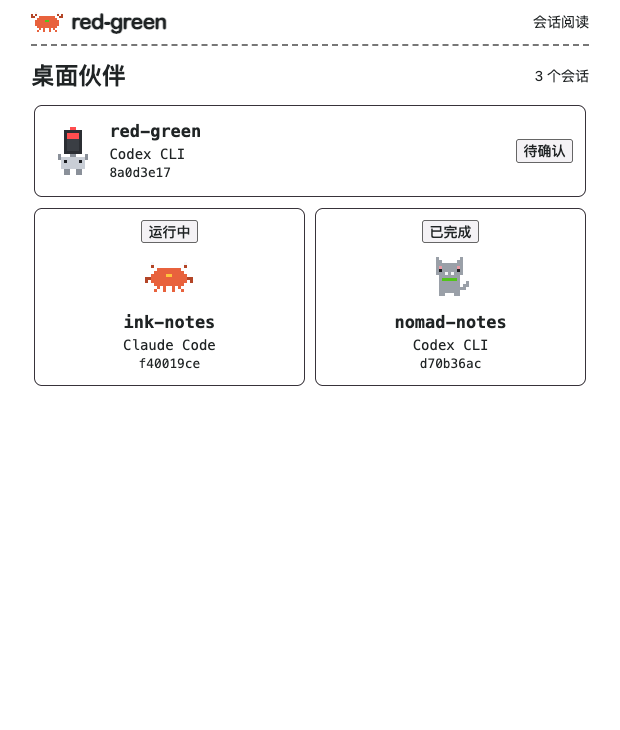 red-green
会话阅读
桌面伙伴
3 个会话
red-green
Codex CLI
8a0d3e17
待确认
运行中
ink-notes
Claude Code
f40019ce
已完成
nomad-notes
Codex CLI
d70b36ac